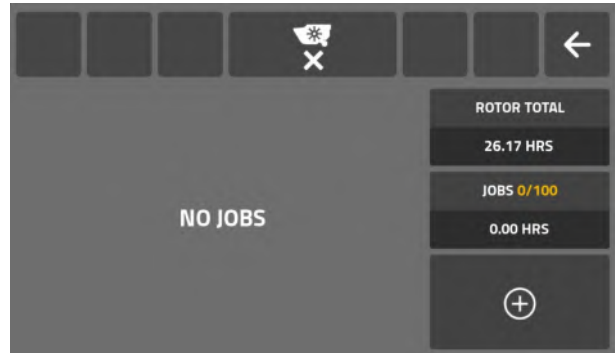 ROTOR TOTAL
26.17 HRS
JOBS 0/100
0.00 HRS
NO JOBS